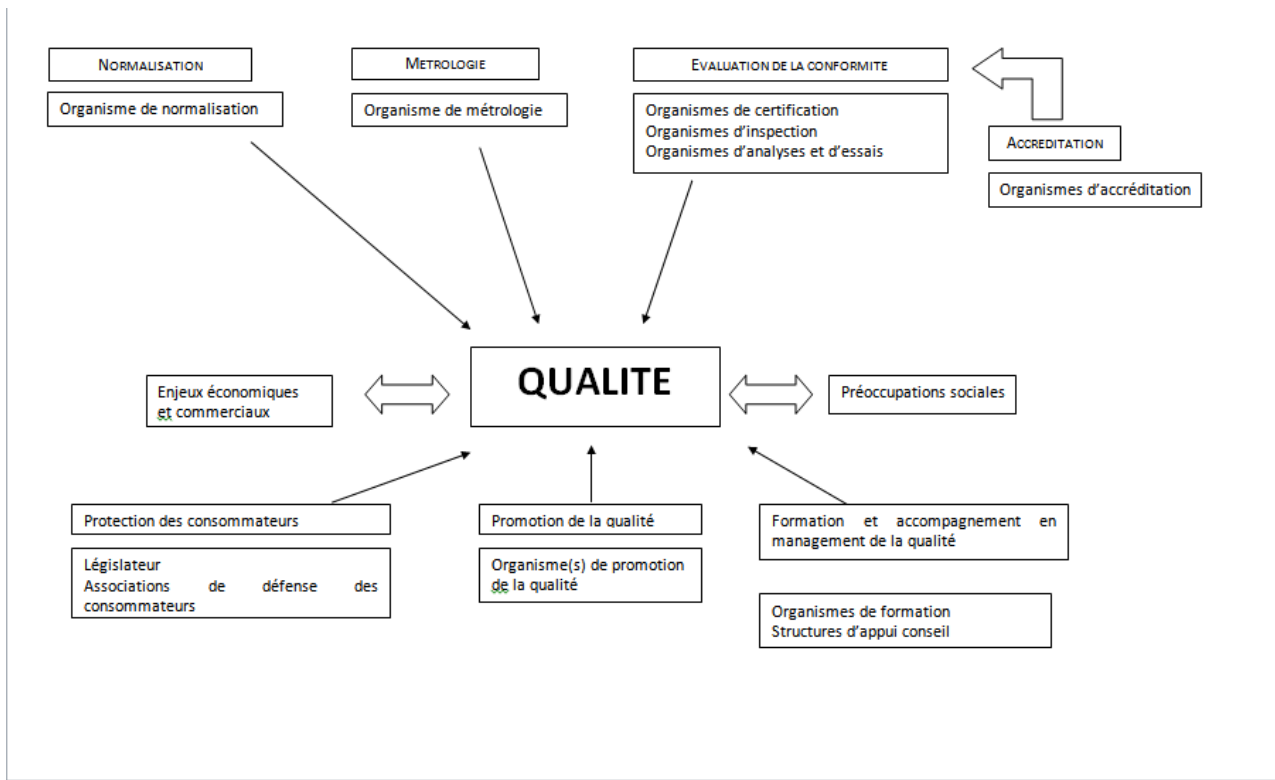 NORMALISATION
METROLOGIE
EVALUATION DE LA CONFORMITE
Organisme de normalisation
Organisme de métrologie
Organismes de certification
Organismes d'inspection
Organismes d'analyses et d'essais
ACCREDITATION
Organismes d'accréditation
QUALITE
Enjeux économiques
et commerciaux
Préoccupations sociales
Protection des consommateurs
Législateur
Associations de défense des
consommateurs
Promotion de la qualité
Organisme(s) de promotion
de la qualité
Formation et accompagnement en
management de la qualité
Organismes de formation
Structures d'appui conseil